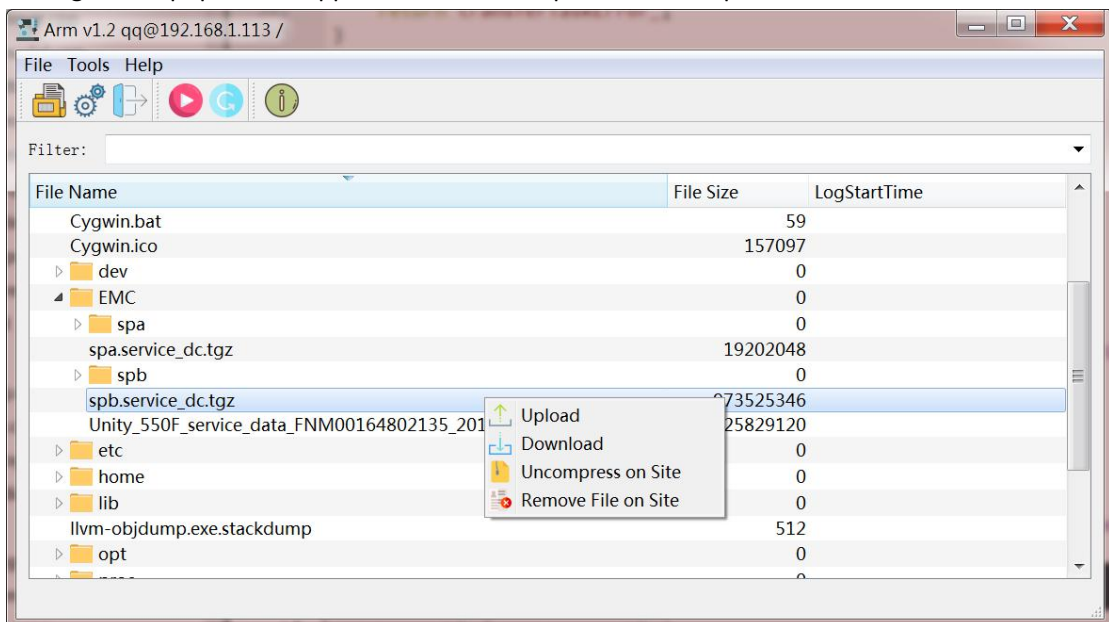 Arm v1.2 qq@192.168.1.113 /
File Tools Help
Filter:
File Name File Size LogStartTime
Cygwin.bat 59
Cygwin.ico 157097
dev 0
EMC 0
spa 0
spa.service_dc.tgz 19202048
spb 0
spb.service_dc.tgz 973525346
Unity_550F_service_data_FNM00164802135_201 25829120
Upload
Download
Uncompress on Site
Remove File on Site
etc 0
home 0
lib 0
llvm-objdump.exe.stackdump 512
opt 0